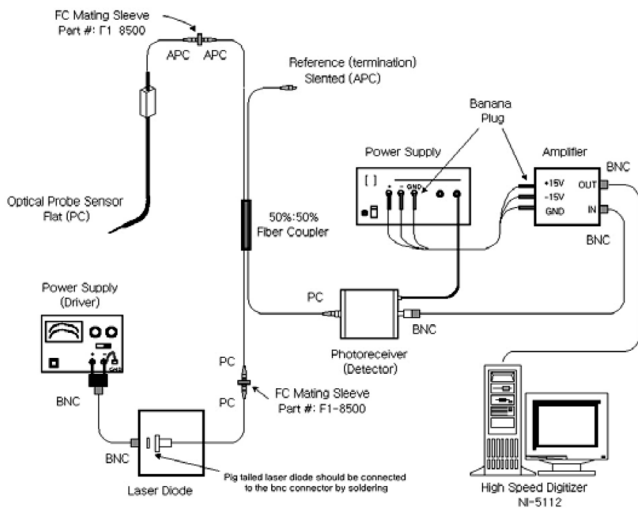 FC Mating Sleeve
Part #: F1-8500
APC
APC
Reference (termination)
Slented (APC)
Banana
Plug
Power Supply
Amplifier
BNC
[ ]
+ - GND
+15V
-15V
GND
OUT
IN
BNC
Optical Probe Sensor
Flat (PC)
50%:50%
Fiber Coupler
Power Supply
(Driver)
PC
BNC
Photoreceiver
(Detector)
PC
PC
FC Mating Sleeve
Part #: F1-8500
BNC
BNC
Laser Diode
Pig tailed laser diode should be connected
to the bnc connector by soldering
High Speed Digitizer
NI-5112